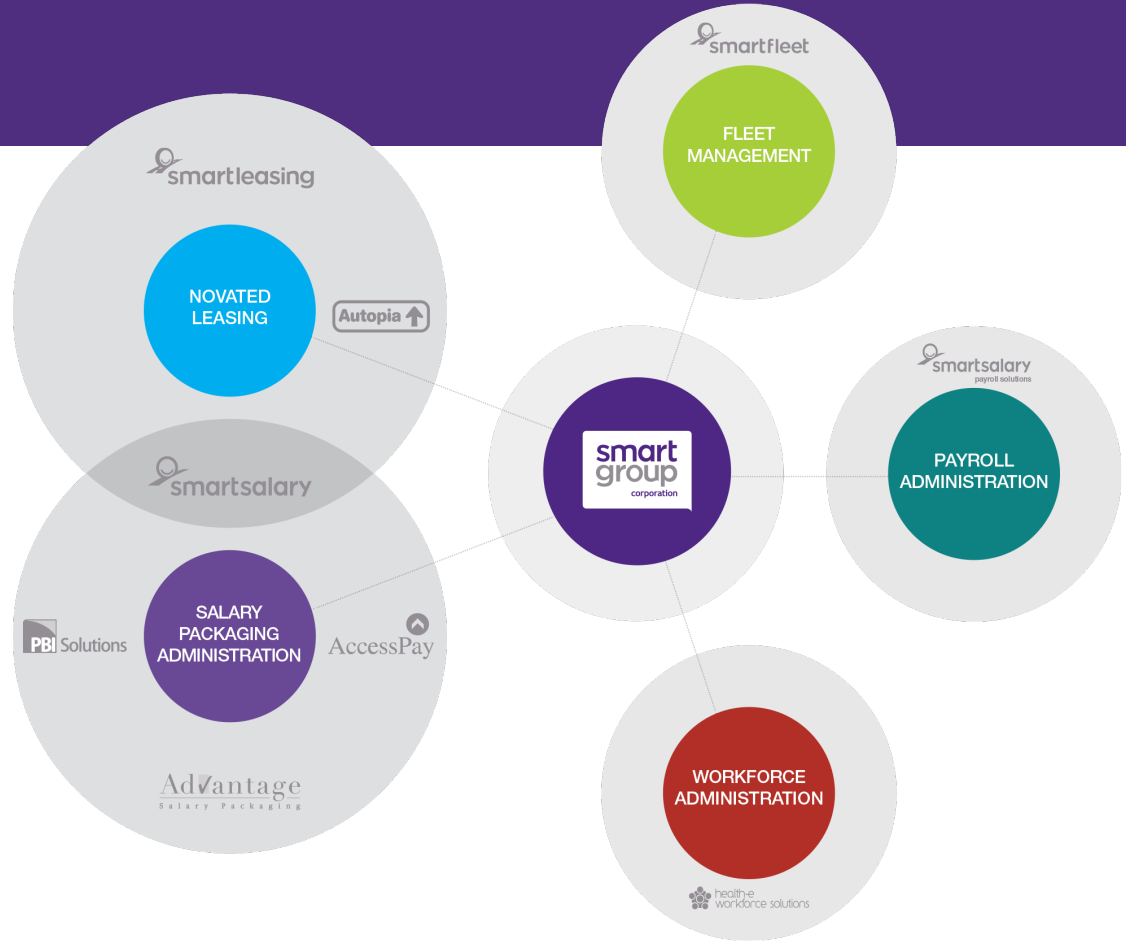 smartfleet
FLEET
MANAGEMENT
smartleasing
NOVATED
LEASING
Autopia
smartsalary
payroll solutions
PAYROLL
ADMINISTRATION
smart
group
corporation
smartsalary
SALARY
PACKAGING
ADMINISTRATION
PBI Solutions
AccessPay
Advantage
Salary Packaging
WORKFORCE
ADMINISTRATION
health-e
workforce solutions